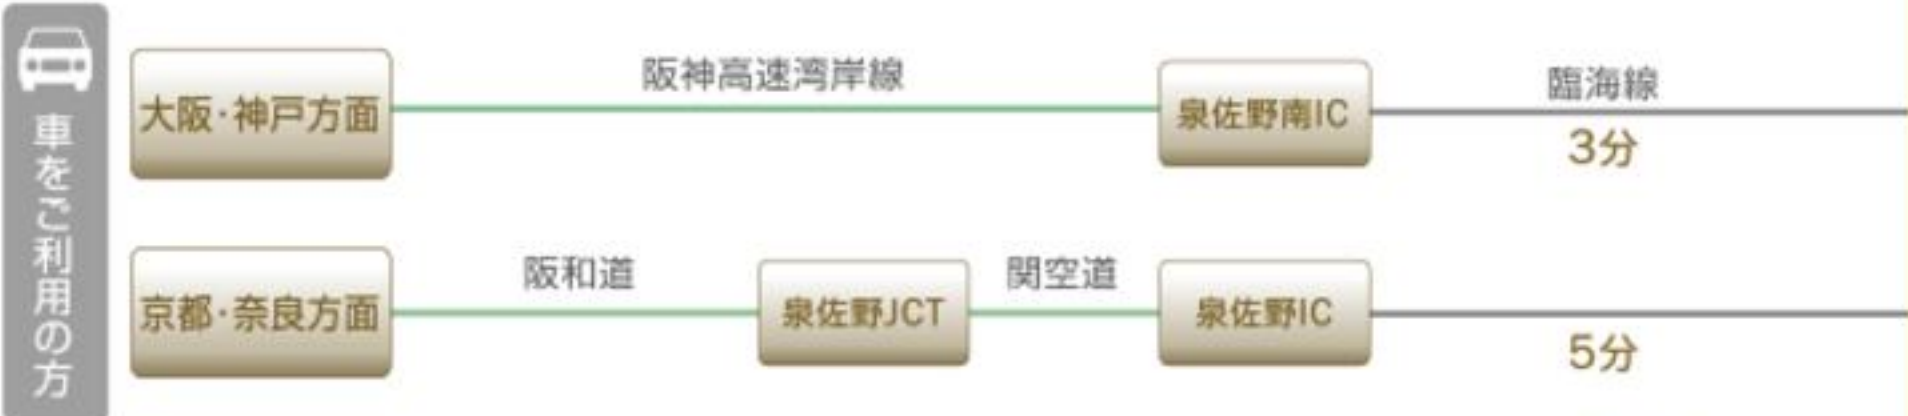 車をご利用の方
大阪・神戸方面
阪神高速湾岸線
泉佐野南IC
臨海線
3分
京都・奈良方面
阪和道
泉佐野JCT
関空道
泉佐野IC
5分